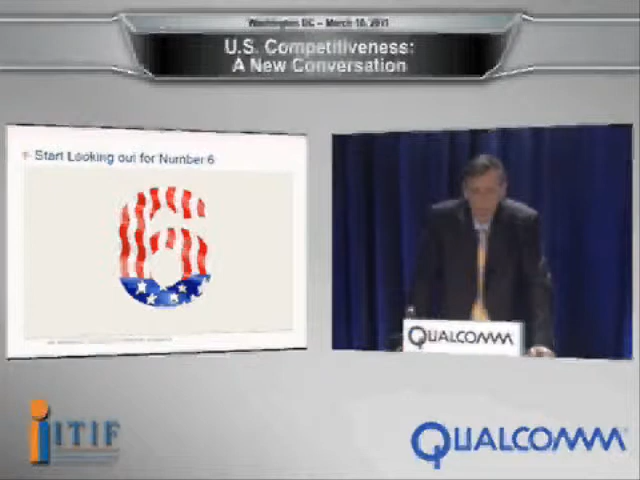 Washington DC – March 10, 2011
U.S. Competitiveness:
A New Conversation
Start Looking out for Number 6
6
QUALCOMM
ITIF
QUALCOMM